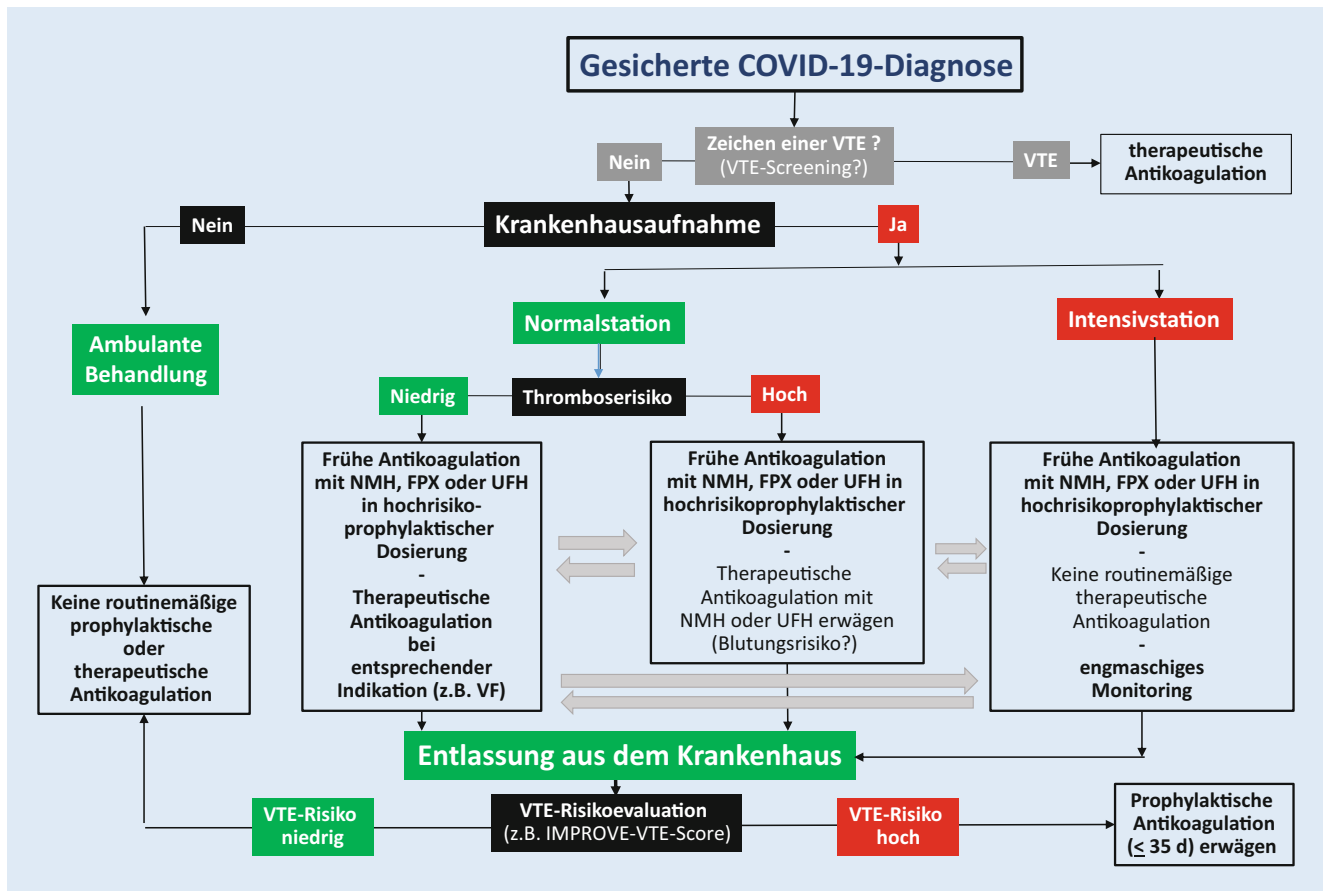 Gesicherte COVID-19-Diagnose
Zeichen einer VTE ?
(VTE-Screening?)
Nein
VTE
therapeutische
Antikoagulation
Krankenhausaufnahme
Nein
Ja
Normalstation
Intensivstation
Ambulante
Behandlung
Niedrig
Thromboserisiko
Hoch
Frühe Antikoagulation
mit NMH, FPX oder UFH
in hochrisiko-
prophylaktischer
Dosierung
-
Therapeutische
Antikoagulation
bei
entsprechender
Indikation (z.B. VF)
Frühe Antikoagulation
mit NMH, FPX oder UFH in
hochrisikoprophylaktischer
Dosierung
-
Therapeutische
Antikoagulation mit
NMH oder UFH erwägen
(Blutungsrisiko?)
Frühe Antikoagulation
mit NMH, FPX oder UFH in
hochrisikoprophylaktischer
Dosierung
-
Keine routinemäßige
therapeutische
Antikoagulation
-
engmaschiges
Monitoring
Keine routinemäßige
prophylaktische
oder
therapeutische
Antikoagulation
Entlassung aus dem Krankenhaus
VTE-Risiko
niedrig
VTE-Risikoevaluation
(z.B. IMPROVE-VTE-Score)
VTE-Risiko
hoch
Prophylaktische
Antikoagulation
(≤ 35 d) erwägen